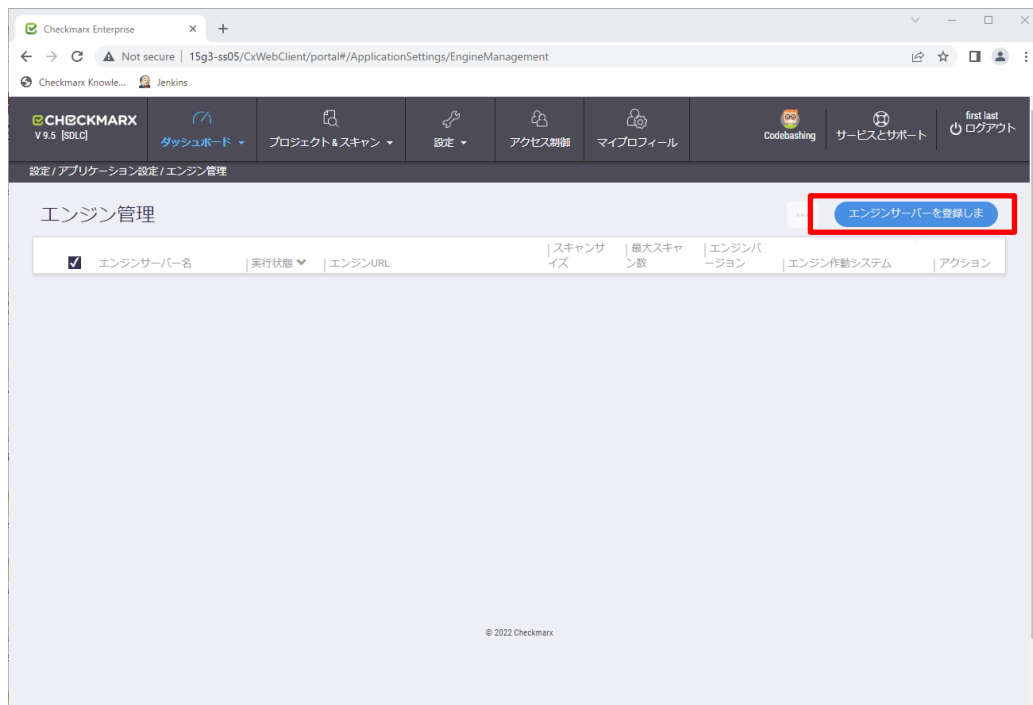 Checkmarx Enterprise
Not secure | 15g3-ss05/CxWebClient/portal#/ApplicationSettings/EngineManagement
Checkmarx Knowle... Jenkins
CHECKMARX
V 9.5 [SDLC]
ダッシュボード
プロジェクト&スキャン
設定
アクセス制御
マイプロフィール
Codebashing
サービスとサポート
first last
ログアウト
設定 / アプリケーション設定 / エンジン管理
エンジン管理
... エンジンサーバーを登録しま
エンジンサーバー名
実行状態
エンジンURL
スキャンサ
イズ
最大スキャ
ン数
エンジンバ
ージョン
エンジン作動システム
アクション
© 2022 Checkmarx